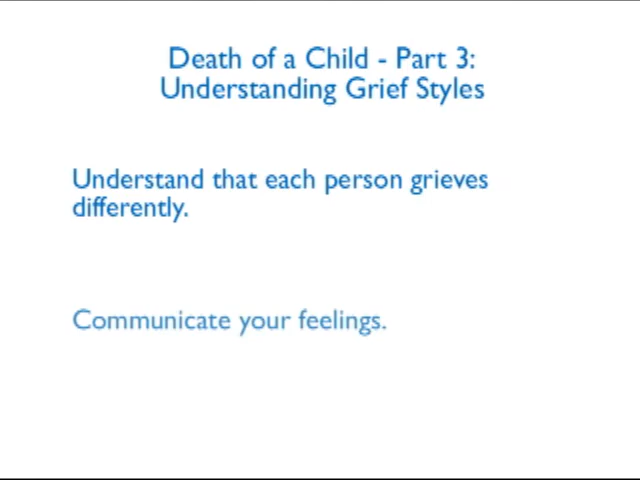 Death of a Child - Part 3:
Understanding Grief Styles
Understand that each person grieves
differently.
Communicate your feelings.